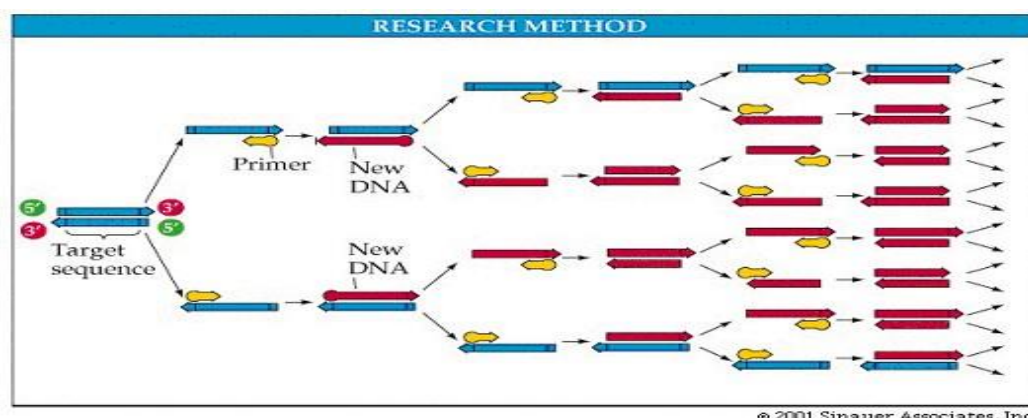 RESEARCH METHOD
Primer
New
DNA
5′ 3′
3′ 5′
Target
sequence
New
DNA
© 2001 Sinauer Associates, Inc